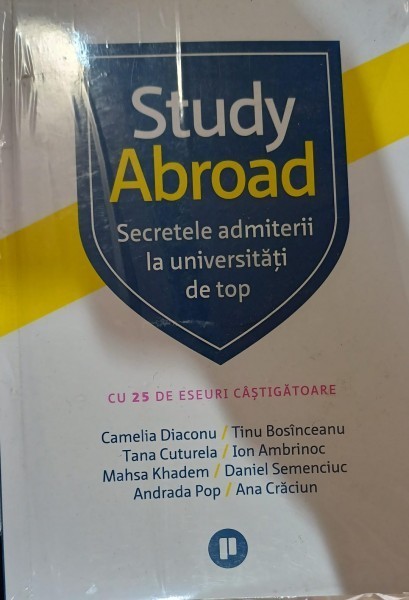 Study
Abroad
Secretele admiterii
la universități
de top
CU 25 DE ESEURI CÂȘTIGĂTOARE
Camelia Diaconu / Tinu Bosînceanu
Tana Cuturela / Ion Ambrinoc
Mahsa Khadem / Daniel Semenciuc
Andrada Pop / Ana Crăciun